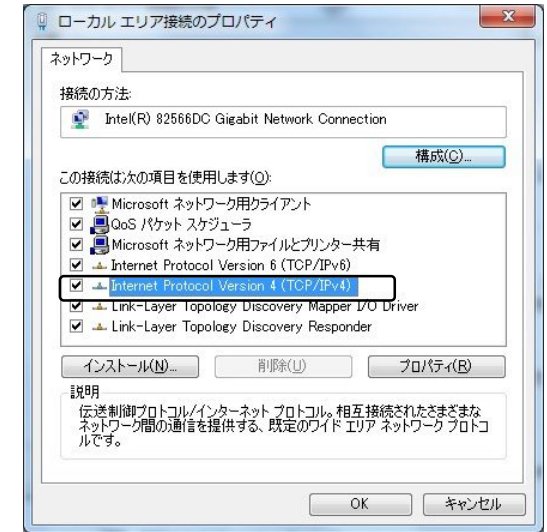 ローカル エリア接続のプロパティ
ネットワーク
接続の方法:
Intel(R) 82566DC Gigabit Network Connection
構成(C)...
この接続は次の項目を使用します(O):
Microsoft ネットワーク用クライアント
QoS パケット スケジューラ
Microsoft ネットワーク用ファイルとプリンター共有
Internet Protocol Version 6 (TCP/IPv6)
Internet Protocol Version 4 (TCP/IPv4)
Link-Layer Topology Discovery Mapper I/O Driver
Link-Layer Topology Discovery Responder
インストール(N)... 削除(U) プロパティ(R)
説明
伝送制御プロトコル/インターネット プロトコル。相互接続されたさまざまな
ネットワーク間の通信を提供する、既定のワイド エリア ネットワーク プロトコ
ルです。
OK キャンセル